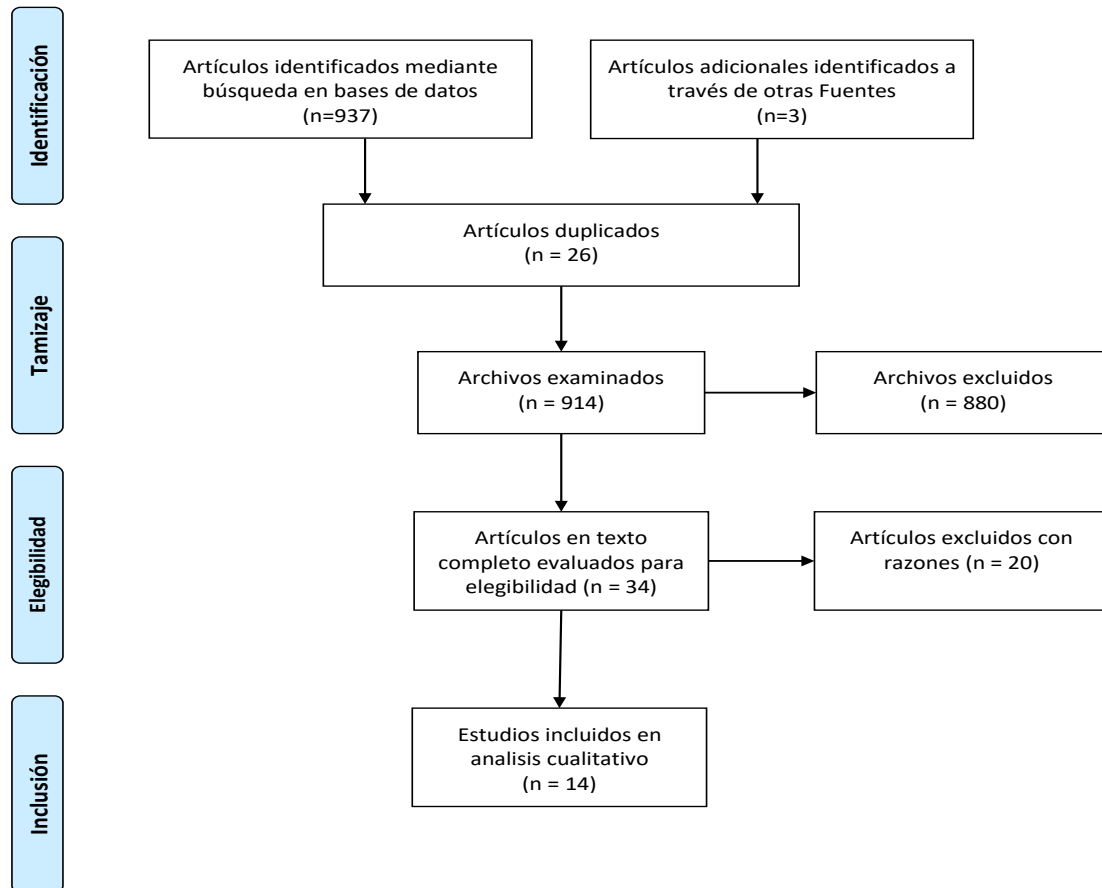 Identificación
Artículos identificados mediante
búsqueda en bases de datos
(n=937)
Artículos adicionales identificados a
través de otras Fuentes
(n=3)
Artículos duplicados
(n = 26)
Tamizaje
Archivos examinados
(n = 914)
Archivos excluidos
(n = 880)
Elegibilidad
Artículos en texto
completo evaluados para
elegibilidad (n = 34)
Artículos excluidos con
razones (n = 20)
Inclusión
Estudios incluidos en
analisis cualitativo
(n = 14)